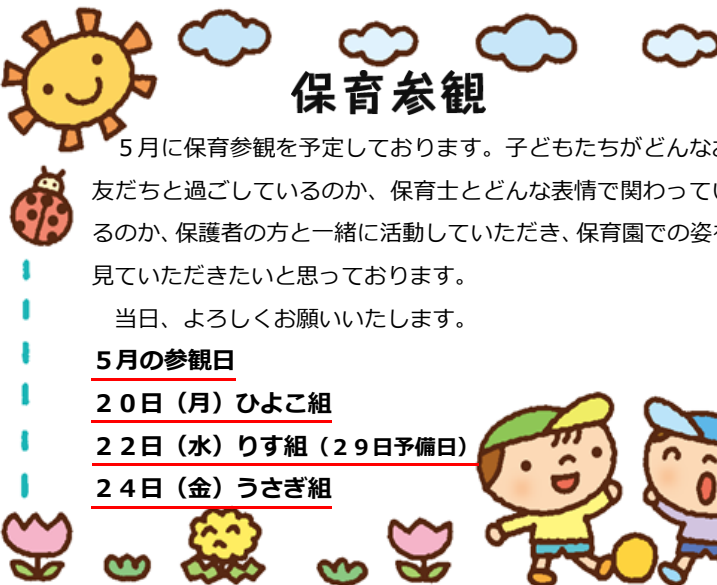 保育参観
５月に保育参観を予定しております。子どもたちがどんなお
友だちと過ごしているのか、保育士とどんな表情で関わってい
るのか、保護者の方と一緒に活動していただき、保育園での姿を
見ていただきたいと思っております。
当日、よろしくお願いいたします。
５月の参観日
２０日（月）ひよこ組
２２日（水）りす組（２９日予備日）
２４日（金）うさぎ組